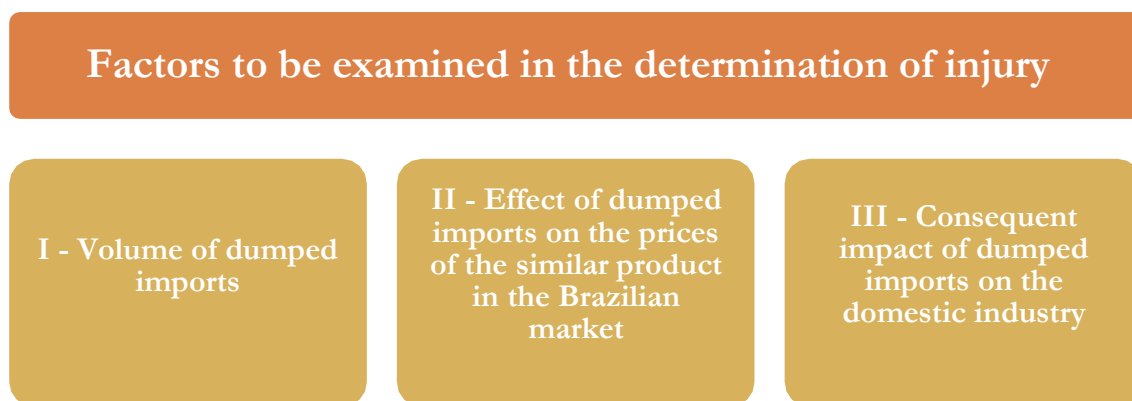 Factors to be examined in the determination of injury
I - Volume of dumped
imports
II - Effect of dumped
imports on the prices
of the similar product
in the Brazilian
market
III - Consequent
impact of dumped
imports on the
domestic industry